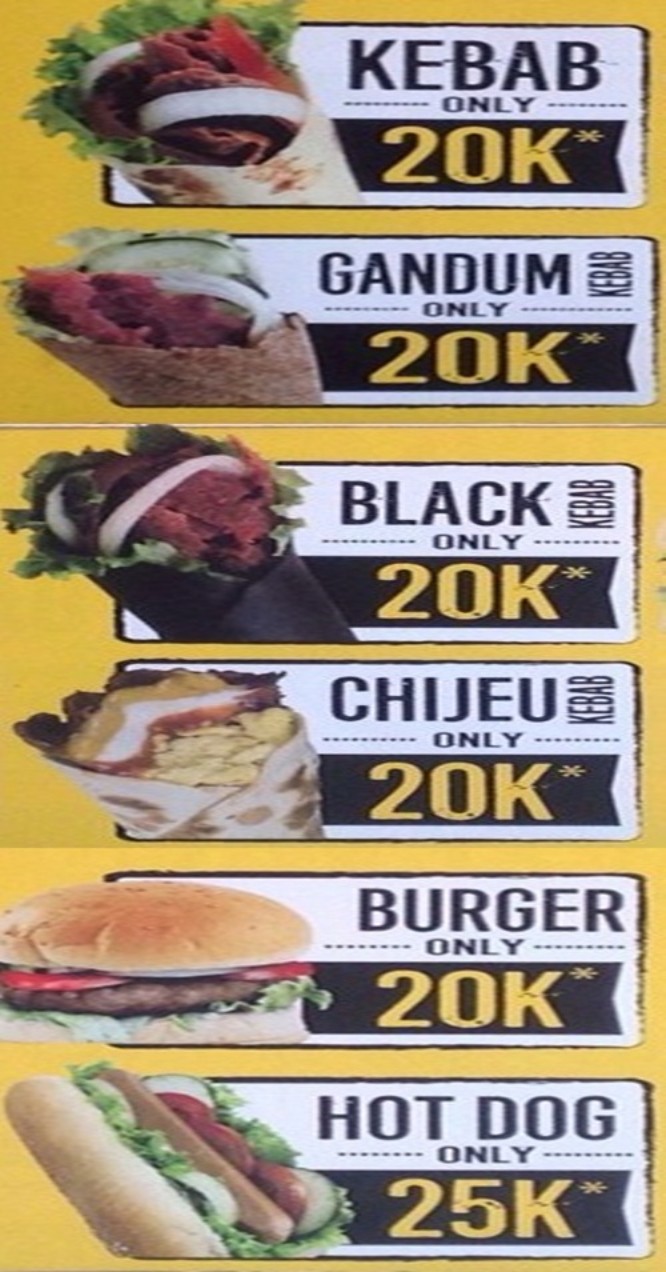 KEBAB
ONLY
20K*
GANDUM KEBAB
ONLY
20K*
BLACK KEBAB
ONLY
20K*
CHIJEU KEBAB
ONLY
20K*
BURGER
ONLY
20K*
HOT DOG
ONLY
25K*